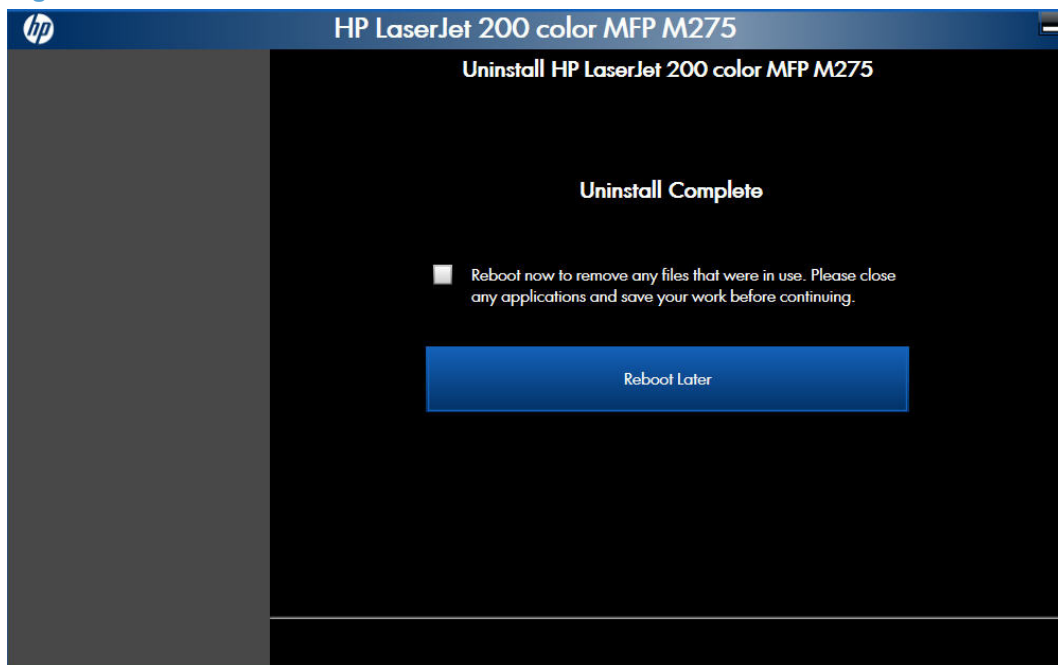 hp
HP LaserJet 200 color MFP M275
Uninstall HP LaserJet 200 color MFP M275
Uninstall Complete
Reboot now to remove any files that were in use. Please close
any applications and save your work before continuing.
Reboot Later